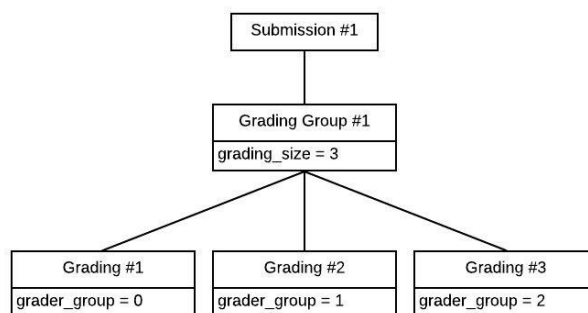 Submission #1
Grading Group #1
grading_size = 3
Grading #1
grader_group = 0
Grading #2
grader_group = 1
Grading #3
grader_group = 2